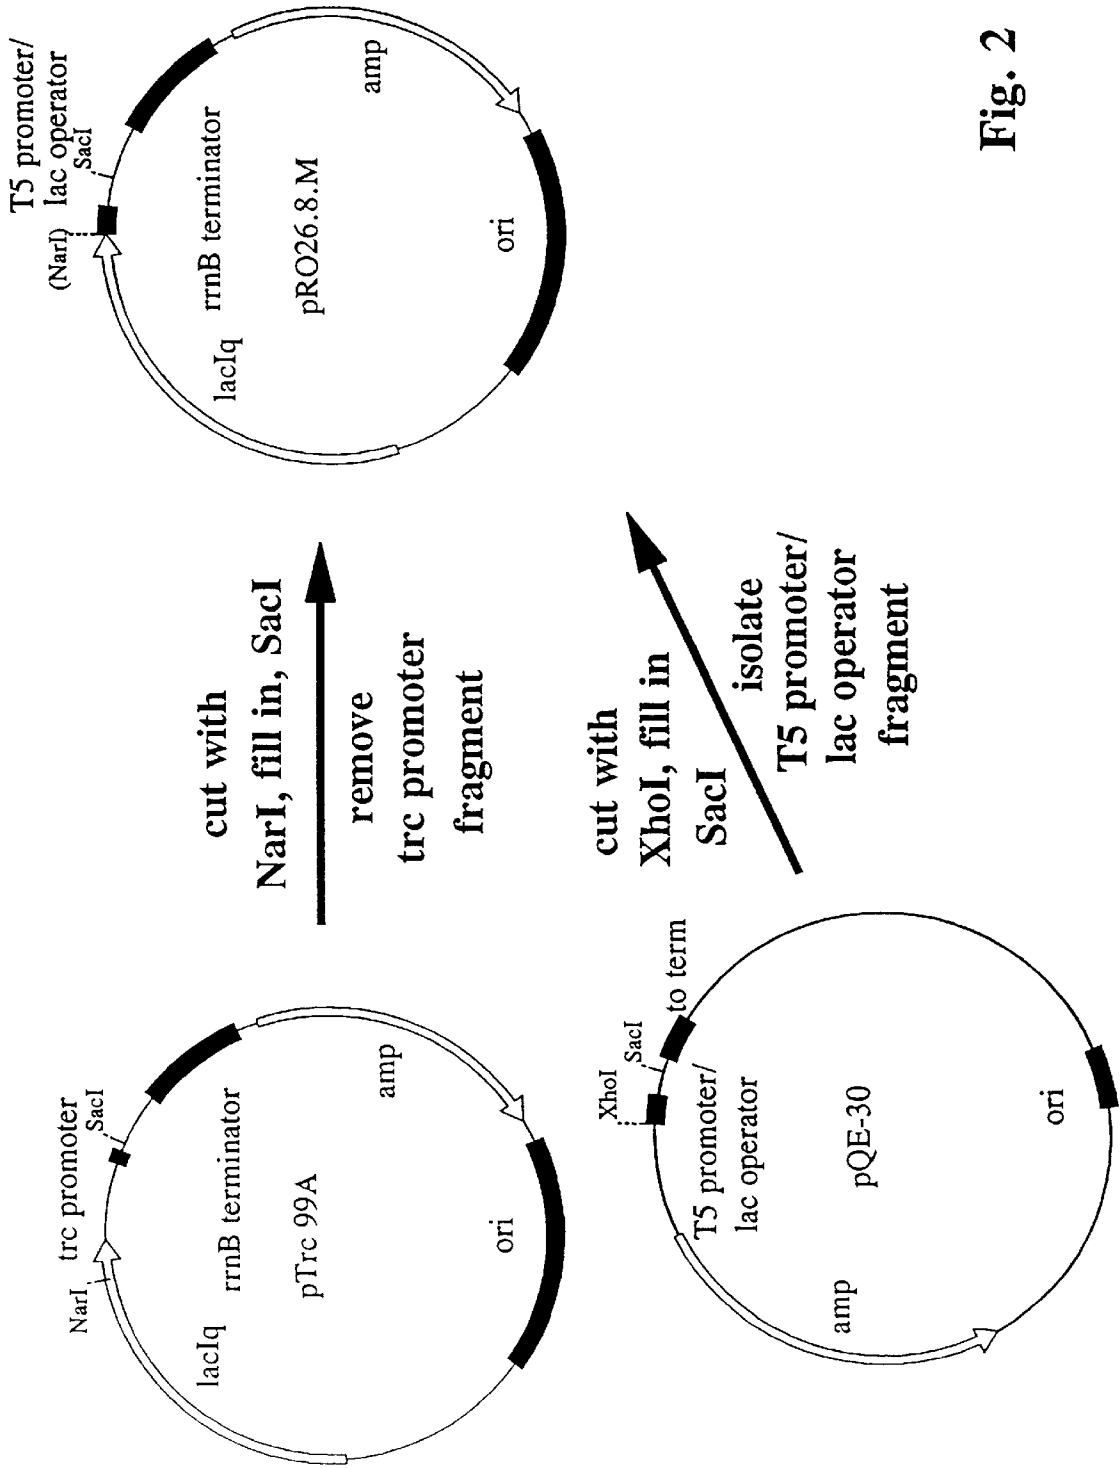 NarI
trc promoter
SacI
lacIq
rrnB terminator
pTrc 99A
amp
ori
cut with
NarI, fill in, SacI
remove
trc promoter
fragment
T5 promoter/
lac operator
(NarI)
SacI
lacIq
rrnB terminator
pRO26.8.M
amp
ori
XhoI
SacI
to term
T5 promoter/
lac operator
amp
pQE-30
ori
cut with
XhoI, fill in
SacI
isolate
T5 promoter/
lac operator
fragment
Fig. 2